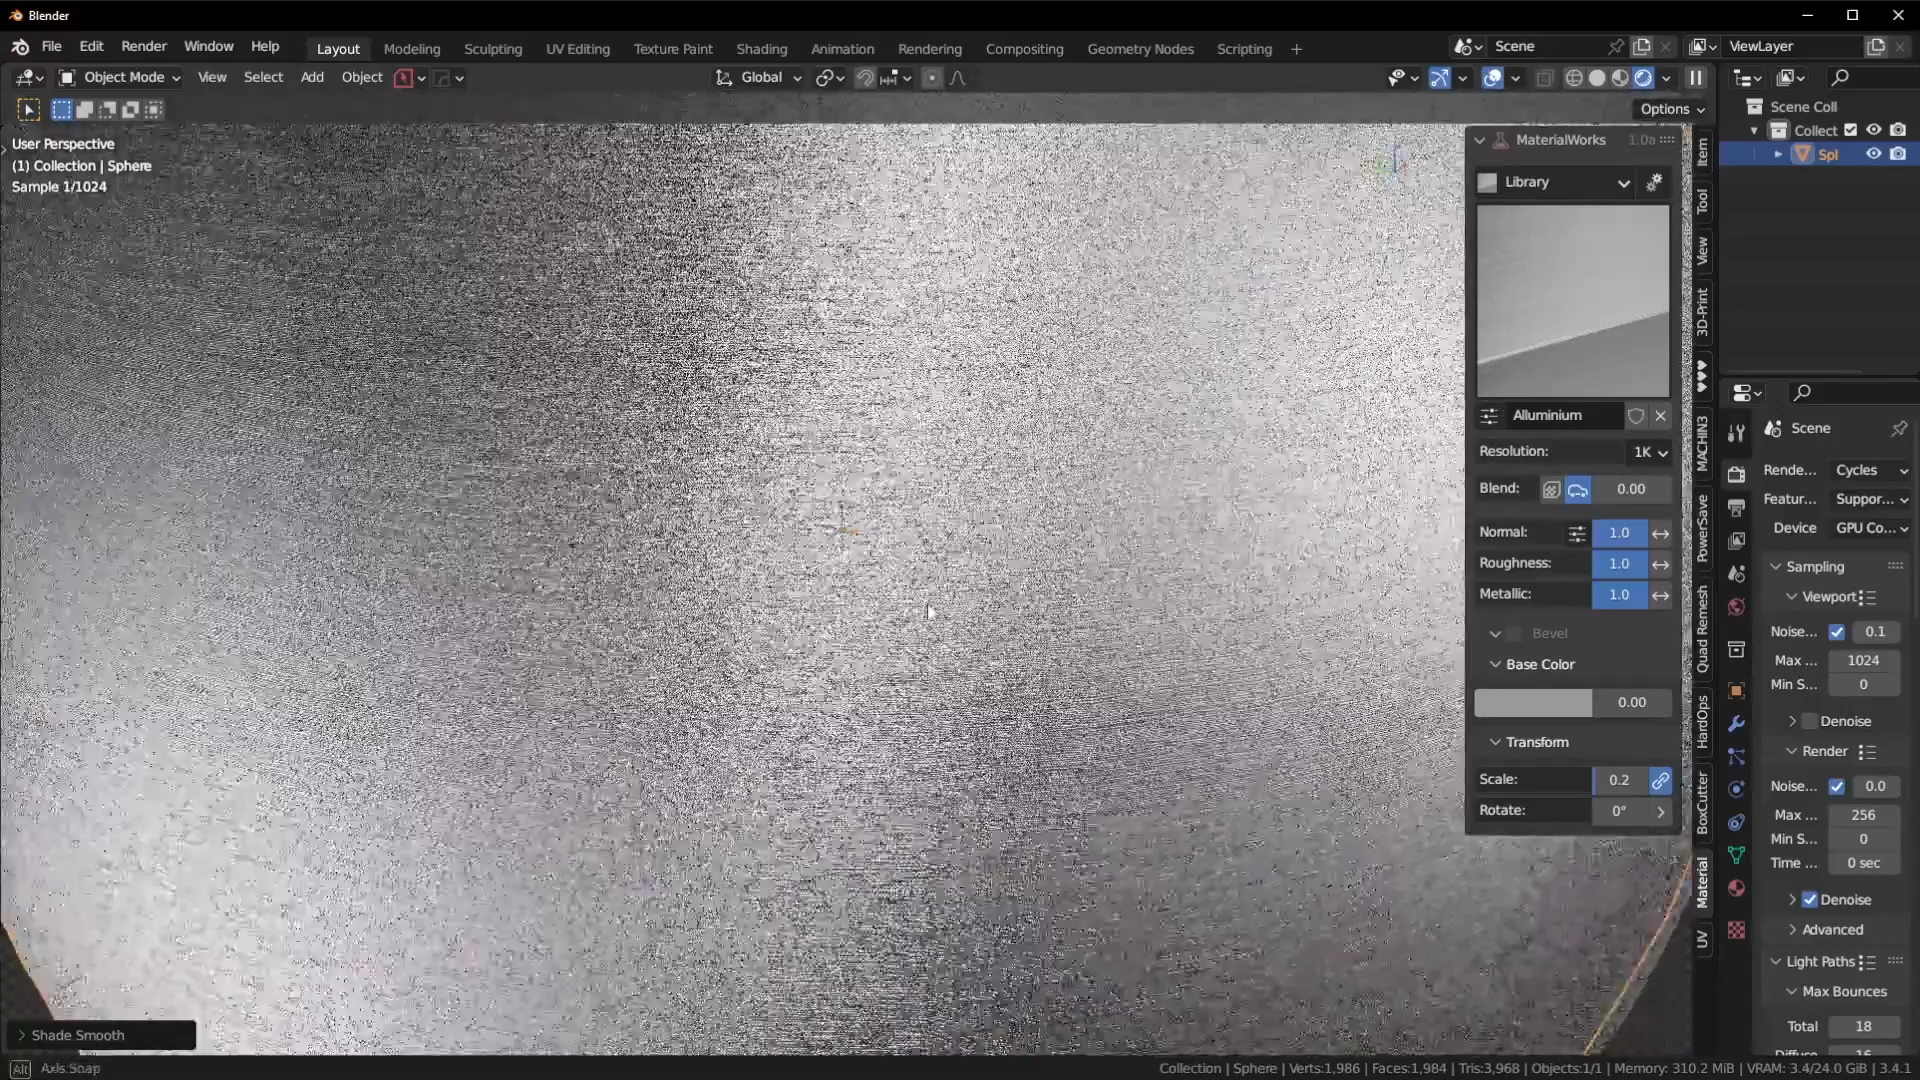 Blender
File Edit Render Window Help
Layout Modeling Sculpting UV Editing Texture Paint Shading Animation Rendering Compositing Geometry Nodes Scripting +
Scene
ViewLayer
Object Mode View Select Add Object
Global
Options
User Perspective
(1) Collection | Sphere
Sample 1/1024
MaterialWorks 1.0a
Library
Alluminium
Resolution: 1K
Blend: 0.00
Normal: 1.0
Roughness: 1.0
Metallic: 1.0
Bevel
Base Color
0.00
Transform
Scale: 0.2
Rotate: 0°
Item
Tool
View
3D-Print
♥♥♥
MACHIN3
PowerSave
Quad Remesh
HardOps
BoxCutter
Material
UV
Scene Coll
Collect
Spl
Scene
Rende... Cycles
Featur... Suppor...
Device GPU Co...
Sampling
Viewport
Noise... 0.1
Max ... 1024
Min S... 0
Denoise
Render
Noise... 0.0
Max ... 256
Min S... 0
Time ... 0 sec
Denoise
Advanced
Light Paths
Max Bounces
Total 18
Diffuse 16
Shade Smooth
Alt Axis Snap
Collection | Sphere | Verts:1,986 | Faces:1,984 | Tris:3,968 | Objects:1/1 | Memory: 310.2 MiB | VRAM: 3.4/24.0 GiB | 3.4.1